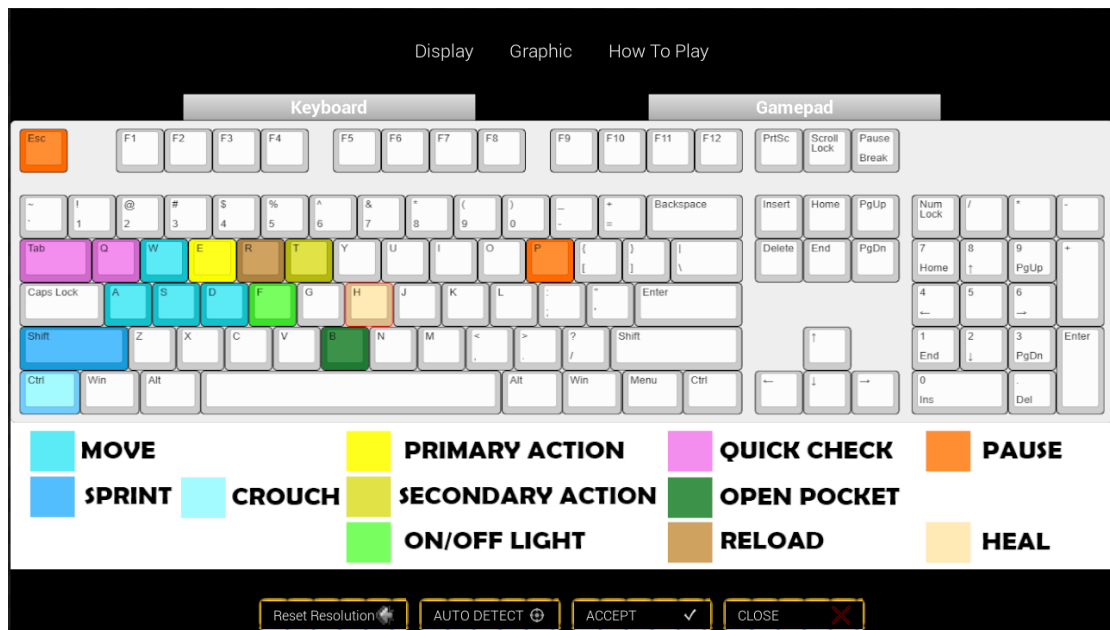 Display Graphic How To Play
Keyboard Gamepad
Esc F1 F2 F3 F4 F5 F6 F7 F8 F9 F10 F11 F12 PrtSc Scroll Lock Pause Break
~ ` ! 1 @ 2 # 3 $ 4 % 5 ^ 6 & 7 * 8 ( 9 ) 0 _ - + = Backspace Insert Home PgUp Num Lock / * -
Tab Q W E R T Y U I O P { [ } ] | \ Delete End PgDn 7 Home 8 ↑ 9 PgUp +
Caps Lock A S D F G H J K L : ; " ' Enter 4 ← 5 6 →
Shift Z X C V B N M < , > . ? / Shift ↑ 1 End 2 ↓ 3 PgDn Enter
Ctrl Win Alt Alt Win Menu Ctrl ← ↓ → 0 Ins . Del
MOVE PRIMARY ACTION QUICK CHECK PAUSE
SPRINT CROUCH SECONDARY ACTION OPEN POCKET
ON/OFF LIGHT RELOAD HEAL
Reset Resolution AUTO DETECT ACCEPT CLOSE